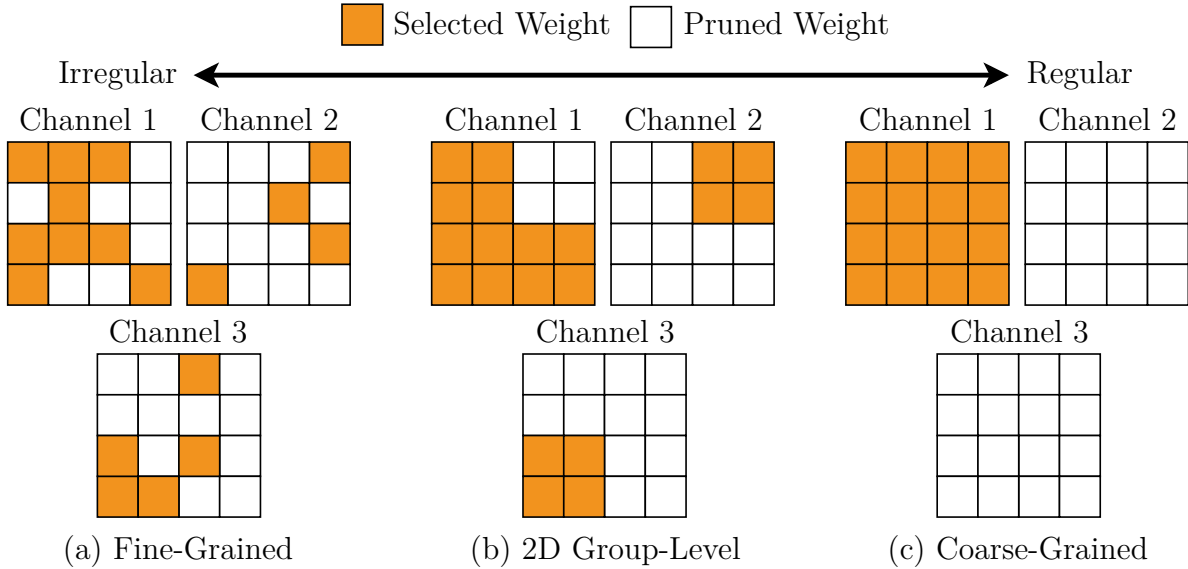 Selected Weight Pruned Weight
Irregular Regular
Channel 1 Channel 2 Channel 1 Channel 2 Channel 1 Channel 2
Channel 3 Channel 3 Channel 3
(a) Fine-Grained (b) 2D Group-Level (c) Coarse-Grained